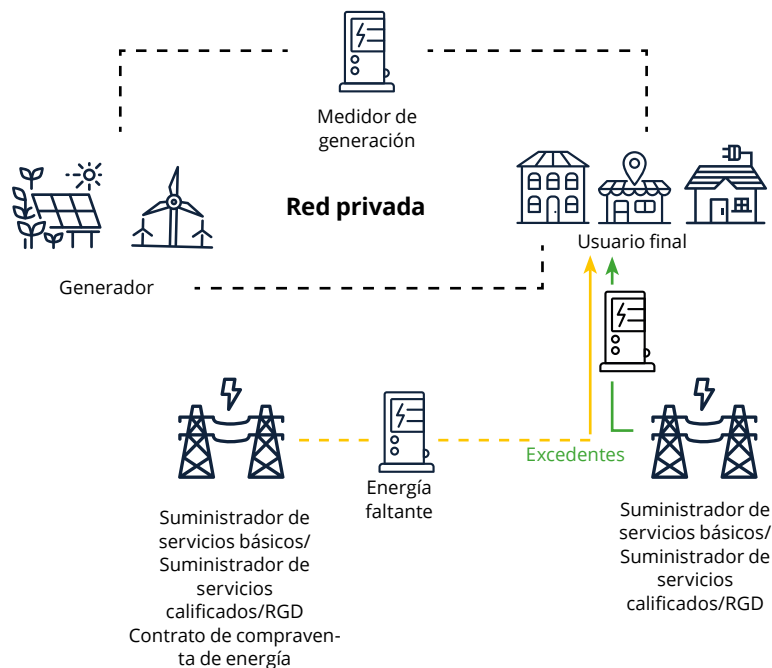 Medidor de
generación
Red privada
Generador
Usuario final
Excedentes
Energía
faltante
Suministrador de
servicios básicos/
Suministrador de
servicios
calificados/RGD
Contrato de compraven-
ta de energía
Suministrador de
servicios básicos/
Suministrador de
servicios
calificados/RGD